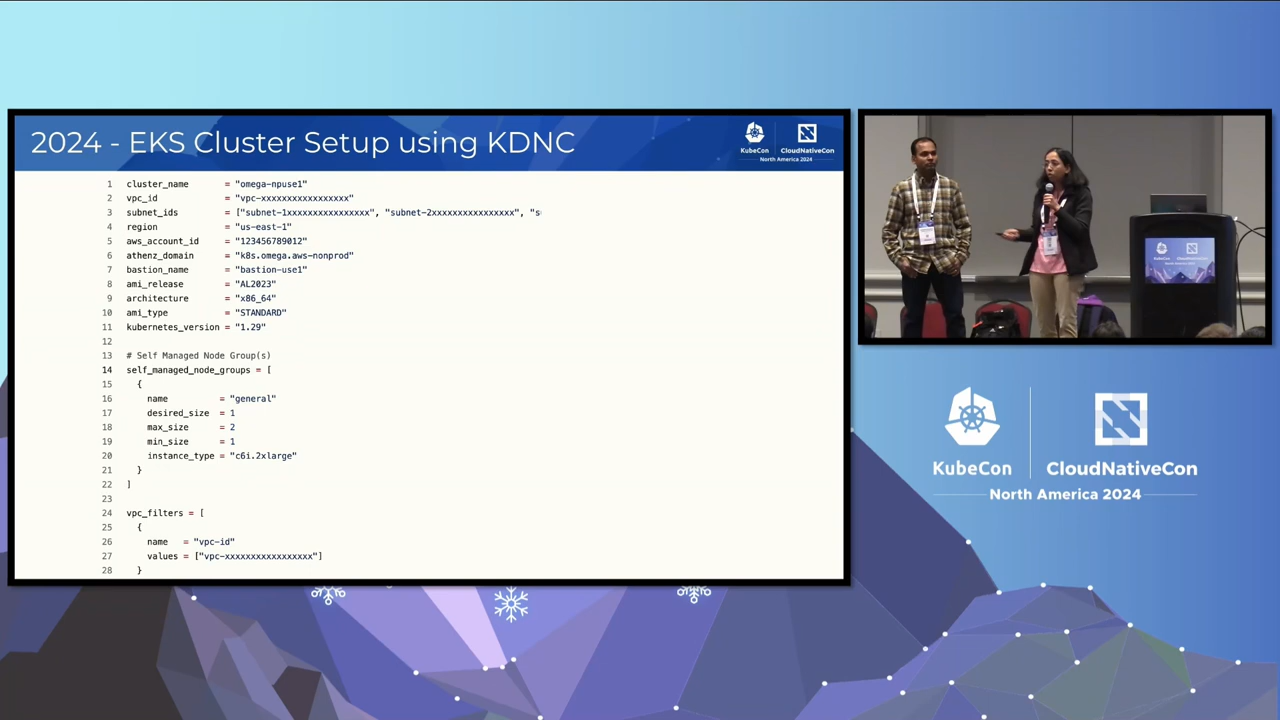 2024 - EKS Cluster Setup using KDNC
KubeCon
CloudNativeCon
North America 2024
1 cluster_name = "omega-npuse1"
2 vpc_id = "vpc-xxxxxxxxxxxxxxxxx"
3 subnet_ids = ["subnet-1xxxxxxxxxxxxxxxx", "subnet-2xxxxxxxxxxxxxxxx", "s
4 region = "us-east-1"
5 aws_account_id = "123456789012"
6 athenz_domain = "k8s.omega.aws-nonprod"
7 bastion_name = "bastion-use1"
8 ami_release = "AL2023"
9 architecture = "x86_64"
10 ami_type = "STANDARD"
11 kubernetes_version = "1.29"
12
13 # Self Managed Node Group(s)
14 self_managed_node_groups = [
15 {
16 name = "general"
17 desired_size = 1
18 max_size = 2
19 min_size = 1
20 instance_type = "c6i.2xlarge"
21 }
22 ]
23
24 vpc_filters = [
25 {
26 name = "vpc-id"
27 values = ["vpc-xxxxxxxxxxxxxxxxx"]
28 }
KubeCon
CloudNativeCon
North America 2024